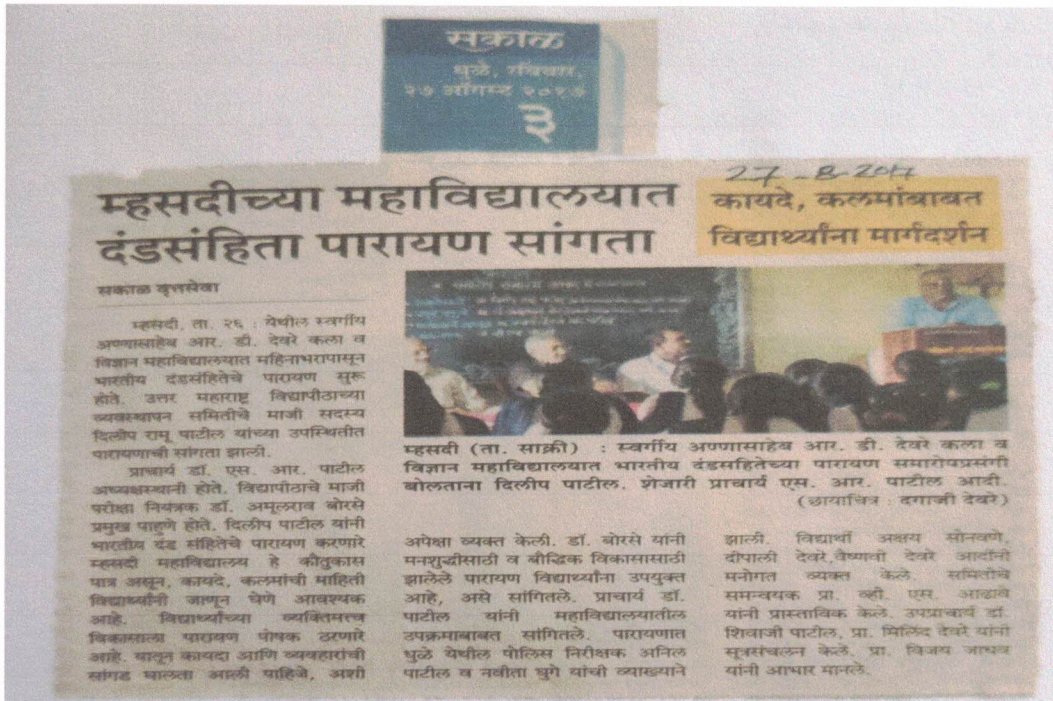 सकाळ
धुळे, रविवार,
२७ ऑगस्ट २०१७
३
27-8-2017
म्हसदीच्या महाविद्यालयात
दंडसंहिता पारायण सांगता
कायदे, कलमांबाबत
विद्यार्थ्यांना मार्गदर्शन
सकाळ वृत्तसेवा
म्हसदी, ता. २६ : येथील स्वर्गीय
अण्णासाहेब आर. डी. देवरे कला व
विज्ञान महाविद्यालयात महिनाभरापासून
भारतीय दंडसंहितेचे पारायण सुरू
होते. उत्तर महाराष्ट्र विद्यापीठाच्या
व्यवस्थापन समितीचे माजी सदस्य
दिलीप रामू पाटील यांच्या उपस्थितीत
पारायणाची सांगता झाली.
प्राचार्य डॉ. एस. आर. पाटील
अध्यक्षस्थानी होते. विद्यापीठाचे माजी
परीक्षा नियंत्रक डॉ. अमूलराव बोरसे
प्रमुख पाहुणे होते. दिलीप पाटील यांनी
भारतीय दंड संहितेचे पारायण करणारे
म्हसदी महाविद्यालय हे कौतुकास
पात्र असून, कायदे, कलमांची माहिती
विद्यार्थ्यांनी जाणून घेणे आवश्यक
आहे. विद्यार्थ्यांच्या व्यक्तिमत्त्व
विकासाला पारायण पोषक ठरणारे
आहे. यातून कायदा आणि व्यवहारांची
सांगड घालता आली पाहिजे, अशी
म्हसदी (ता. साक्री) : स्वर्गीय अण्णासाहेब आर. डी. देवरे कला व
विज्ञान महाविद्यालयात भारतीय दंडसहितेच्या पारायण समारोपप्रसंगी
बोलताना दिलीप पाटील. शेजारी प्राचार्य एस. आर. पाटील आदी.
(छायाचित्र : दगाजी देवरे)
अपेक्षा व्यक्त केली. डॉ. बोरसे यांनी
मनशुद्धीसाठी व बौद्धिक विकासासाठी
झालेले पारायण विद्यार्थ्यांना उपयुक्त
आहे, असे सांगितले. प्राचार्य डॉ.
पाटील यांनी महाविद्यालयातील
उपक्रमाबाबत सांगितले. पारायणात
धुळे येथील पोलिस निरीक्षक अनिल
पाटील व नवीता घुगे यांची व्याख्याने
झाली. विद्यार्थी अक्षय सोनवणे,
दीपाली देवरे,वैष्णवी देवरे आदींनी
मनोगत व्यक्त केले. समितीचे
समन्वयक प्रा. व्ही. एस. आढावे
यांनी प्रास्ताविक केले. उपप्राचार्य डॉ.
शिवाजी पाटील, प्रा. मिलिंद देवरे यांनी
सूत्रसंचलन केले. प्रा. विजय जाधव
यांनी आभार मानले.